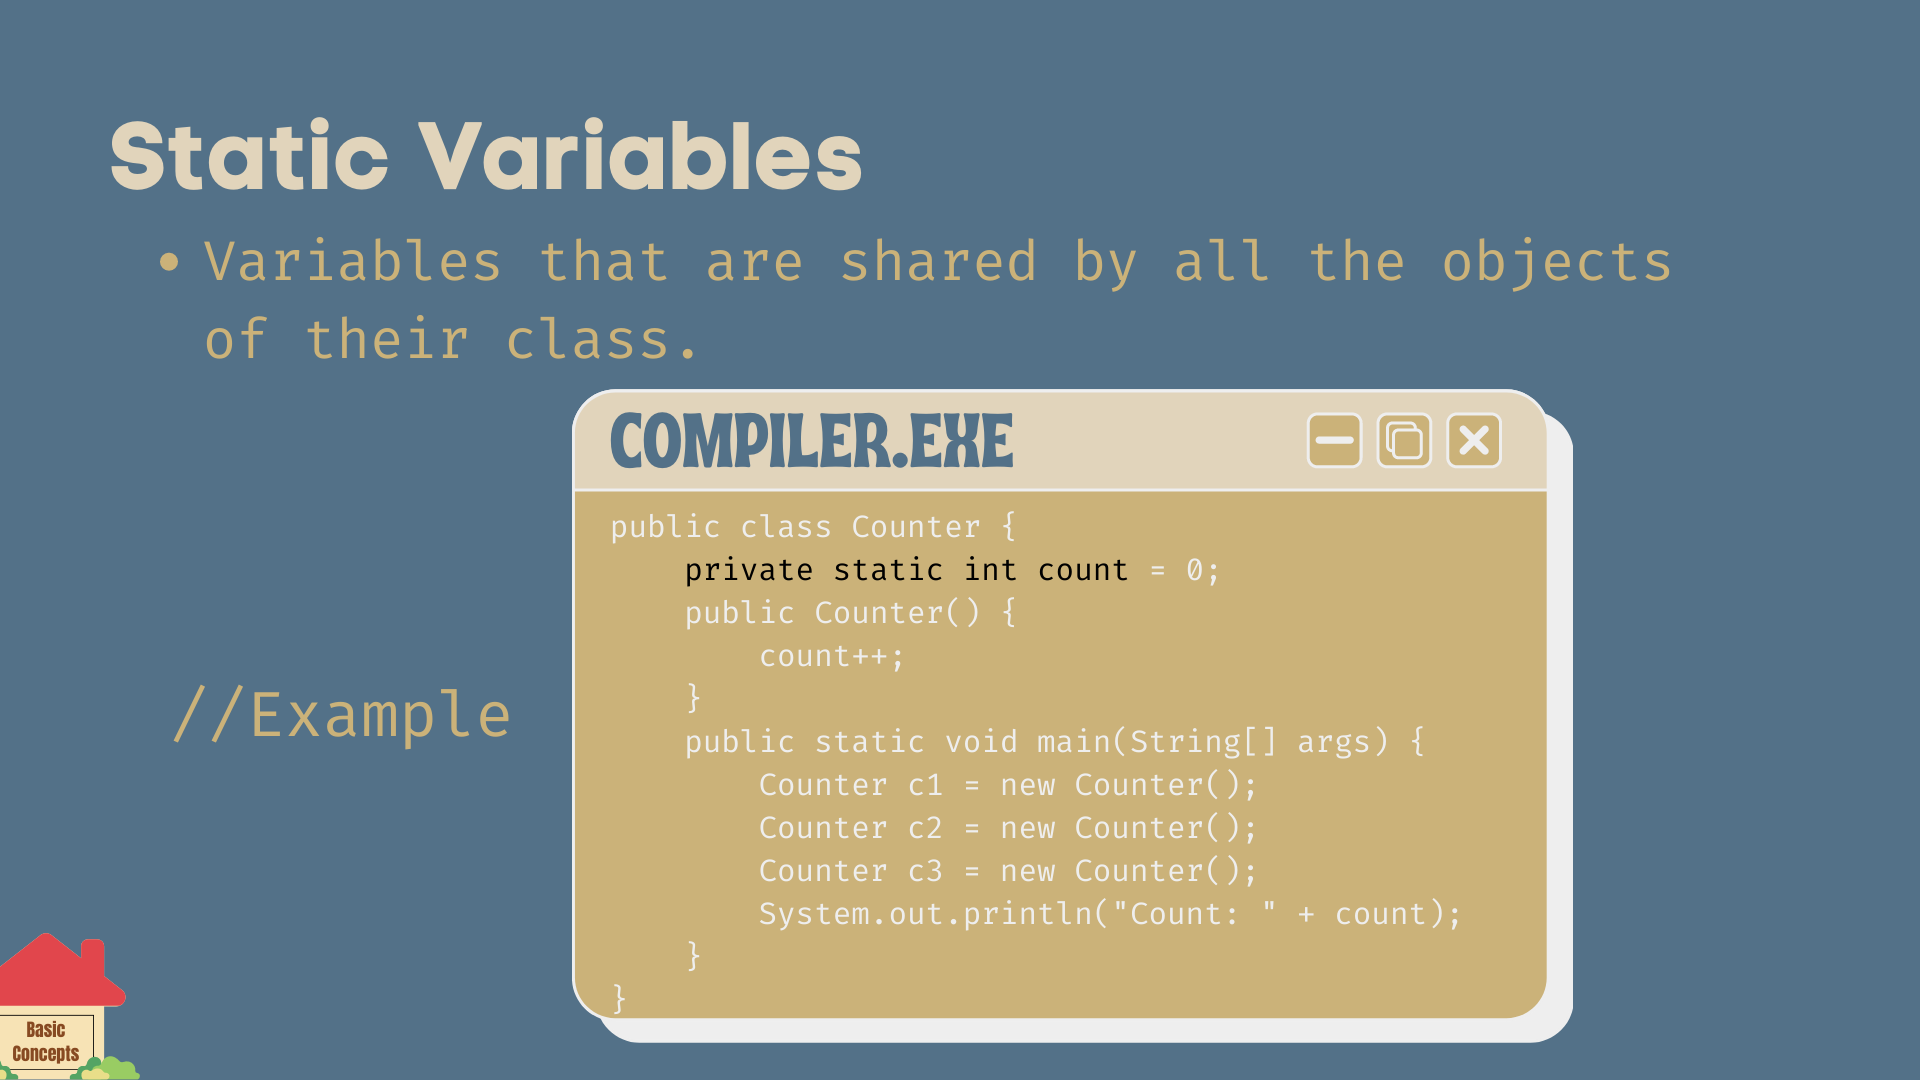 Static Variables
• Variables that are shared by all the objects
of their class.
COMPILER.EXE
public class Counter {
    private static int count = 0;
    public Counter() {
        count++;
    }
    public static void main(String[] args) {
        Counter c1 = new Counter();
        Counter c2 = new Counter();
        Counter c3 = new Counter();
        System.out.println("Count: " + count);
    }
}
//Example
Basic
Concepts